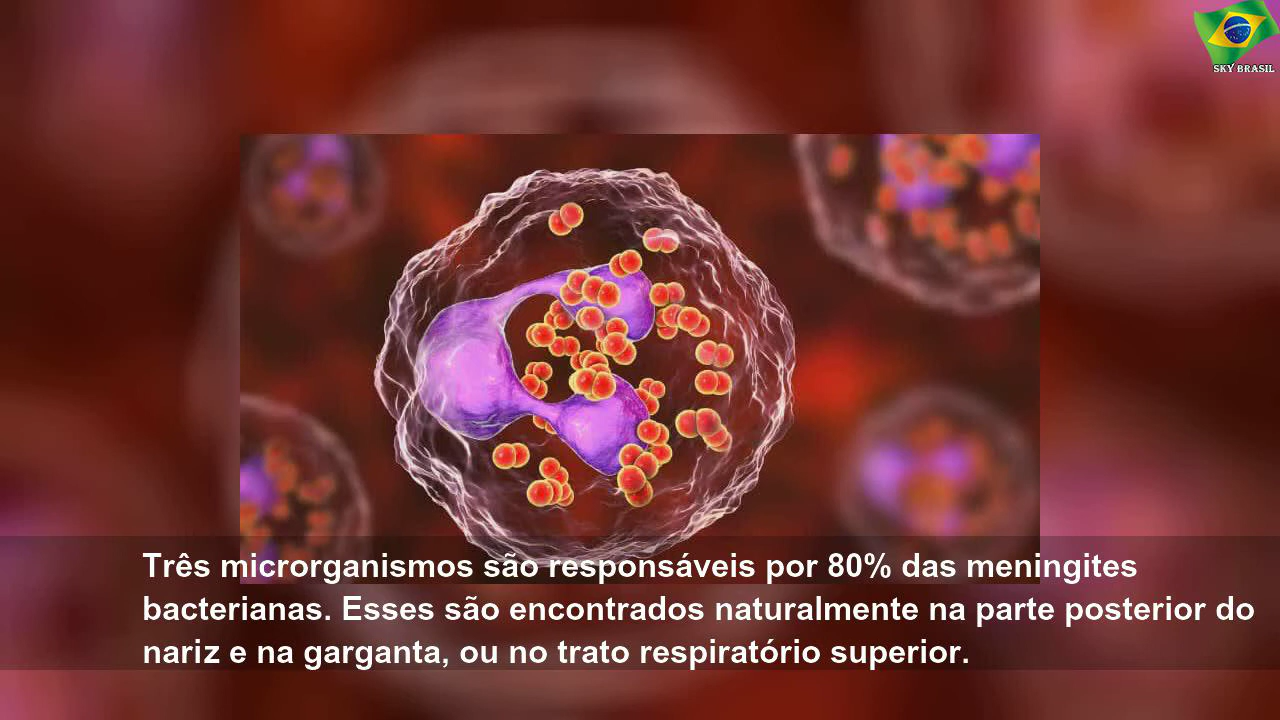 SKY BRASIL
Três microrganismos são responsáveis por 80% das meningites
bacterianas. Esses são encontrados naturalmente na parte posterior do
nariz e na garganta, ou no trato respiratório superior.